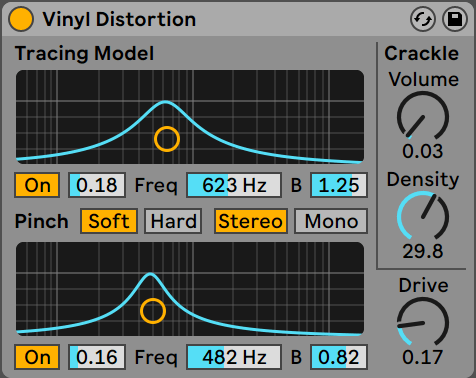 Vinyl Distortion
Tracing Model
On 0.18 Freq 623 Hz B 1.25
Pinch Soft Hard Stereo Mono
On 0.16 Freq 482 Hz B 0.82
Crackle
Volume
0.03
Density
29.8
Drive
0.17